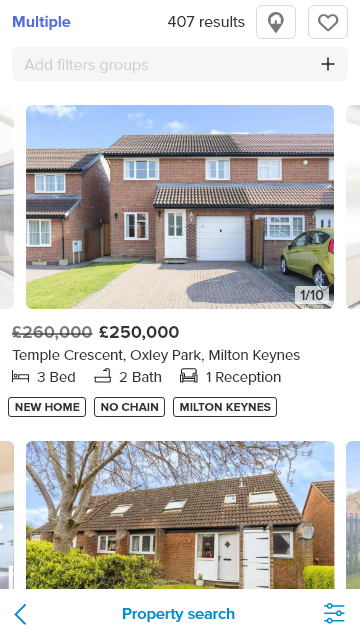 Multiple 407 results
Add filters groups
1/10
£260,000 £250,000
Temple Crescent, Oxley Park, Milton Keynes
3 Bed 2 Bath 1 Reception
NEW HOME NO CHAIN MILTON KEYNES
Property search